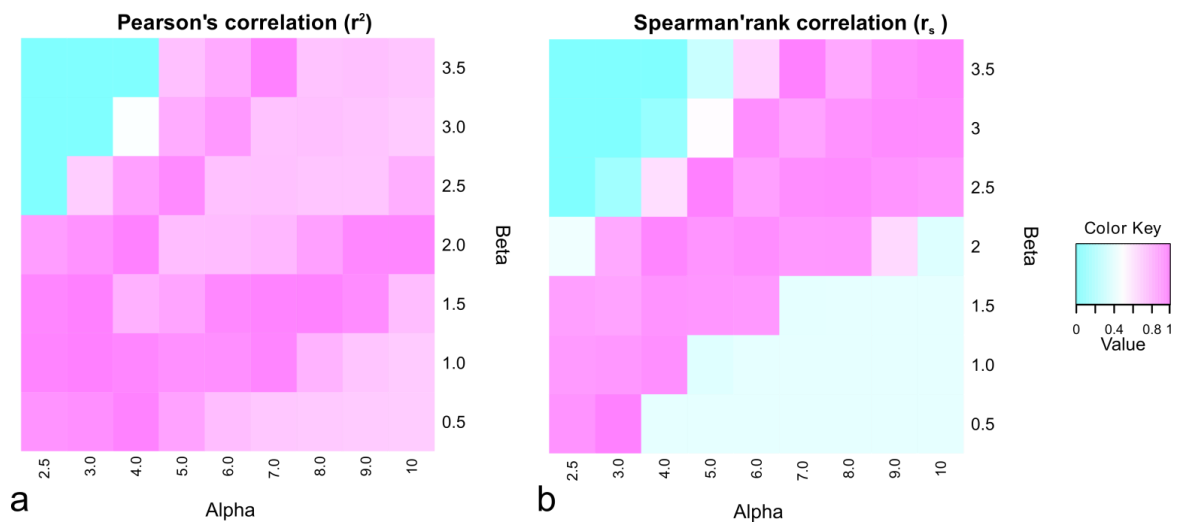 Pearson's correlation (r²)
3.5
3.0
2.5
2.0
1.5
1.0
0.5
Beta
2.5 3.0 4.0 5.0 6.0 7.0 8.0 9.0 10
Alpha
a
Spearman'rank correlation (rₛ )
3.5
3
2.5
2
1.5
1.0
0.5
Beta
2.5 3.0 4.0 5.0 6.0 7.0 8.0 9.0 10
Alpha
b
Color Key
0 0.4 0.8 1
Value